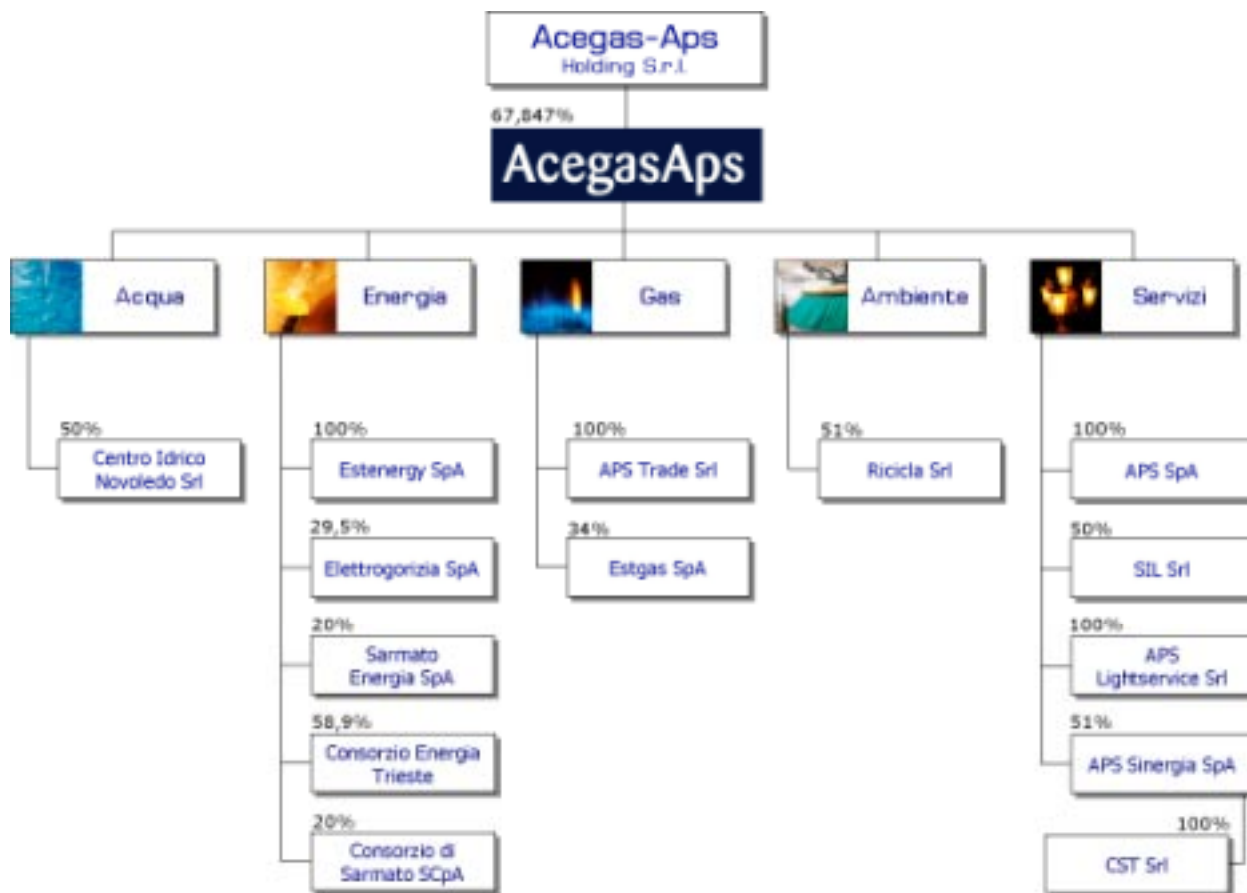 Acegas-Aps
Holding S.r.l.
67,847%
AcegasAps
Acqua
Energia
Gas
Ambiente
Servizi
50%
Centro Idrico
Novoledo Srl
100%
Estenergy SpA
29,5%
Elettrogorizia SpA
20%
Sarmato
Energia SpA
58,9%
Consorzio Energia
Trieste
20%
Consorzio di
Sarmato SCpA
100%
APS Trade Srl
34%
Estgas SpA
51%
Ricicla Srl
100%
APS SpA
50%
SIL Srl
100%
APS
Lightservice Srl
51%
APS Sinergia SpA
100%
CST Srl